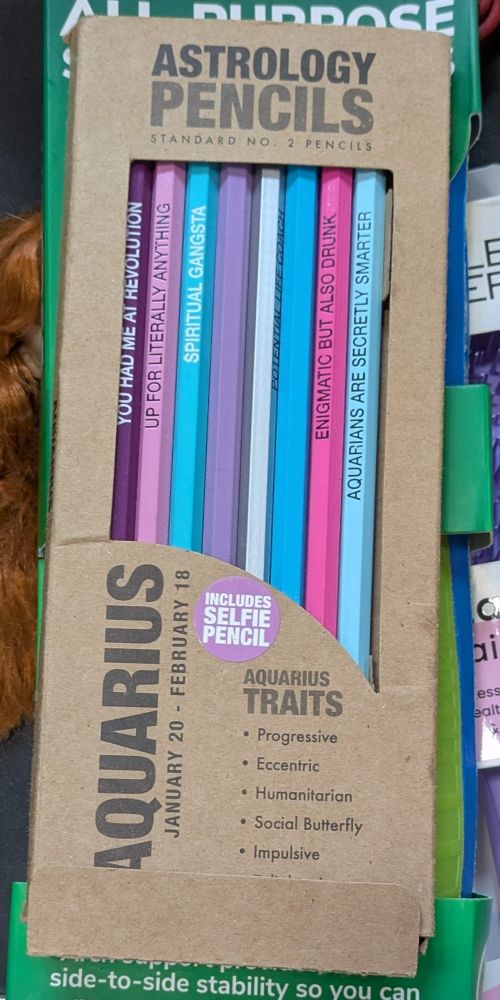 ALL-PURPOSE
ASTROLOGY
PENCILS
STANDARD NO. 2 PENCILS
YOU HAD ME AT REVOLUTION
UP FOR LITERALLY ANYTHING
SPIRITUAL GANGSTA
POTENTIAL LIFE COACH
ENIGMATIC BUT ALSO DRUNK
AQUARIANS ARE SECRETLY SMARTER
INCLUDES
SELFIE
PENCIL
AQUARIUS
JANUARY 20 - FEBRUARY 18
AQUARIUS
TRAITS
• Progressive
• Eccentric
• Humanitarian
• Social Butterfly
• Impulsive
side-to-side stability so you can